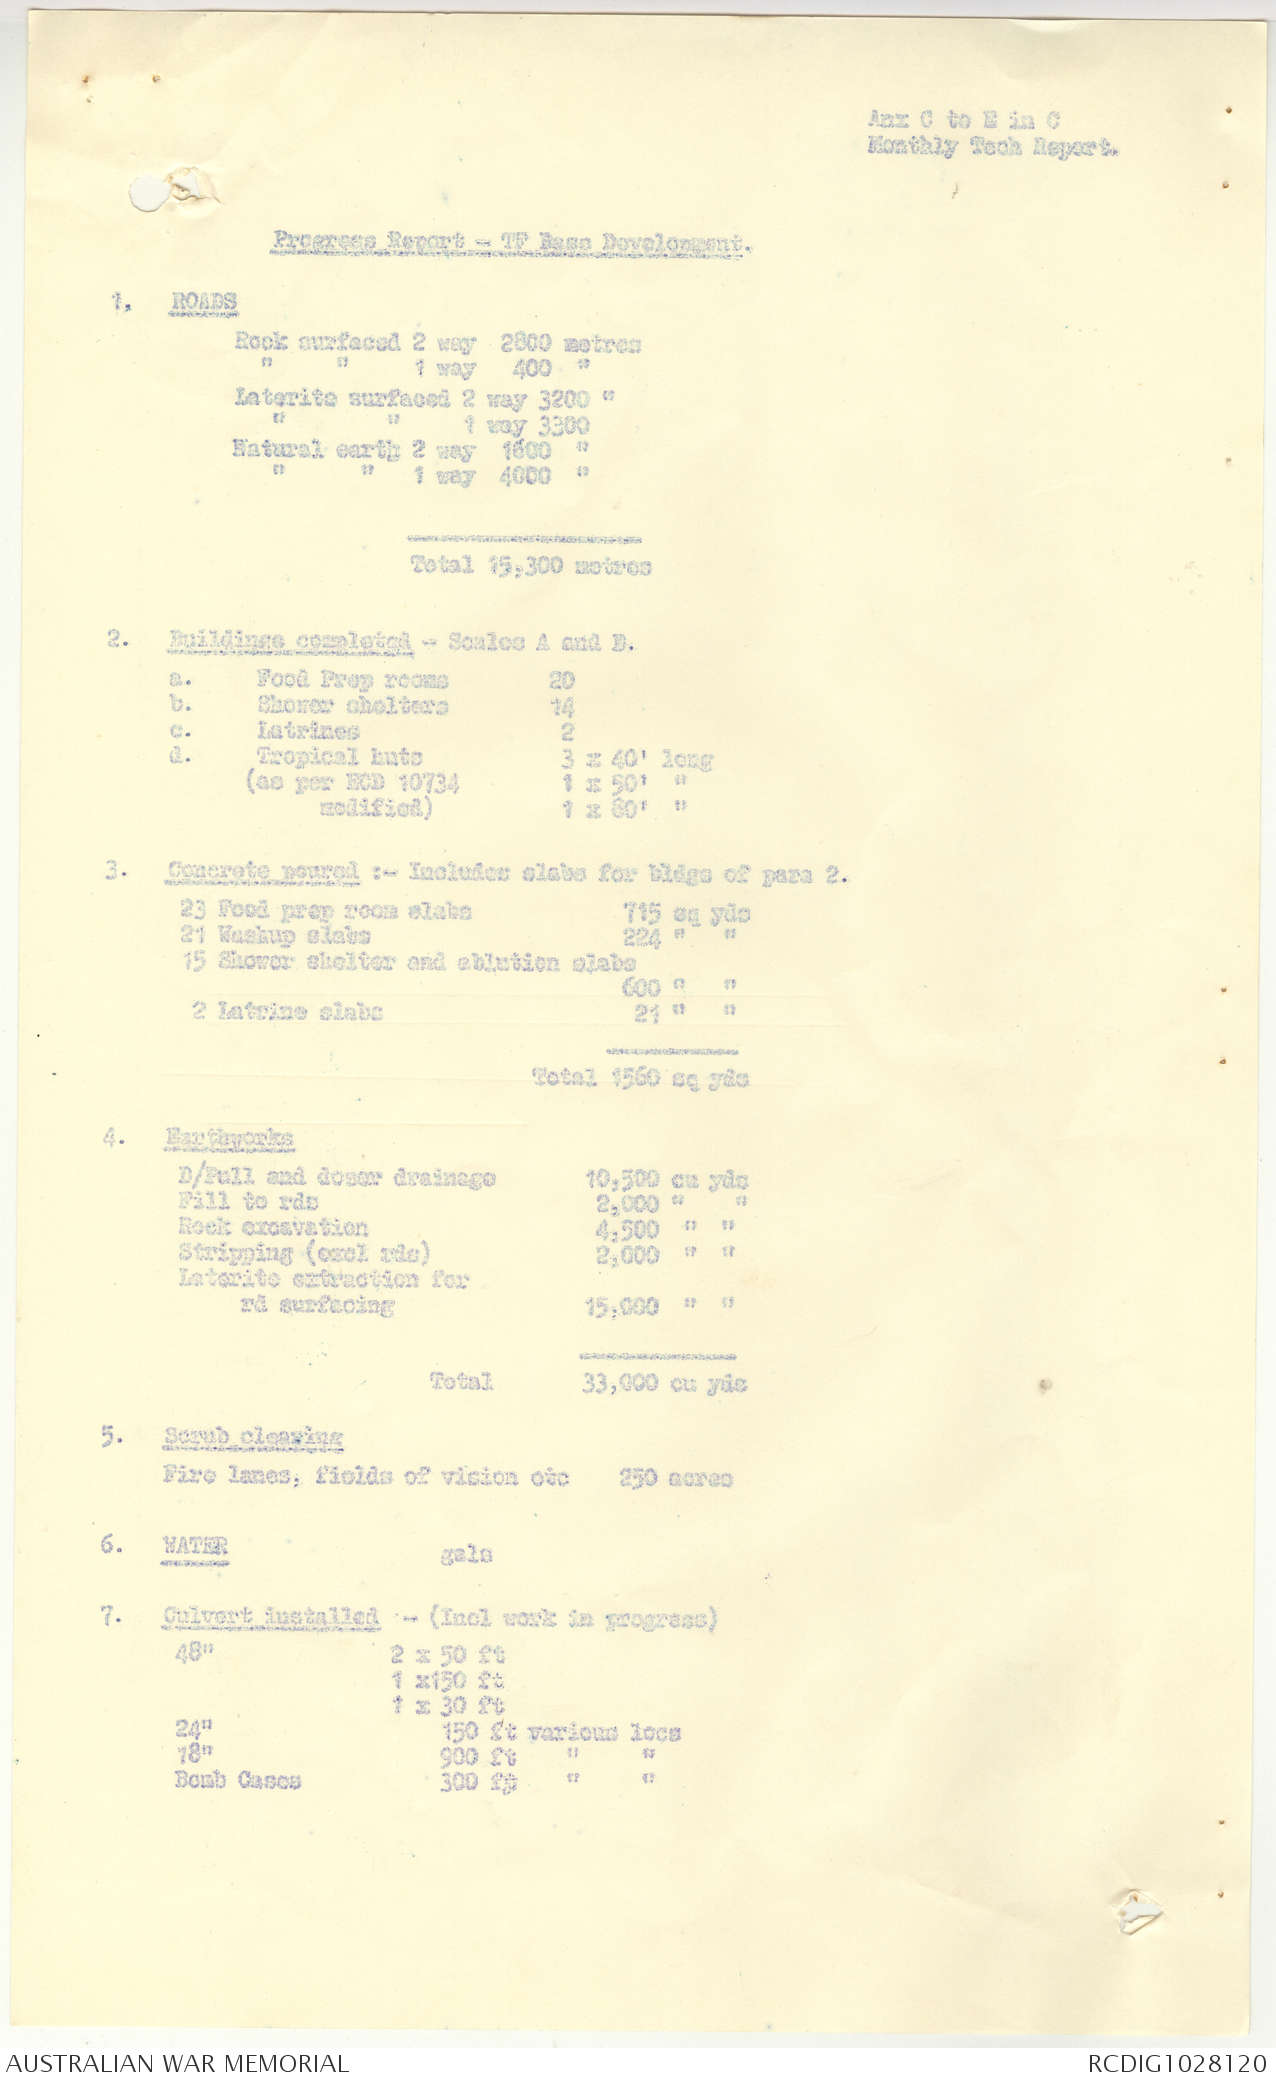 Anx C to E in C
Monthly Tech Report.
Progress Report - TF Base Development.
1. ROADS
Rock surfaced 2 way 2800 metres
" " 1 way 400 "
Laterite surfaced 2 way 3200 "
" " 1 way 3300
Natural earth 2 way 1600 "
" " 1 way 4000 "
Total 15,300 metres
2. Buildings completed - Scales A and B.
a. Food Prep rooms 20
b. Shower shelters 14
c. Latrines 2
d. Tropical huts 3 x 40' long
(as per ECD 10734 1 x 50' "
modified) 1 x 80' "
3. Concrete poured :- Includes slabs for bldgs of para 2.
23 Food prep room slabs 715 sq yds
21 Washup slabs 224 " "
15 Shower shelter and ablution slabs
600 " "
2 Latrine slabs 21 " "
Total 1560 sq yds
4. Earthworks
D/Full and dozer drainage 10,500 cu yds
Fill to rds 2,000 " "
Rock excavation 4,500 " "
Stripping (excl rds) 2,000 " "
Laterite extraction for
rd surfacing 15,000 " "
Total 33,000 cu yds
5. Scrub clearing
Fire lanes, fields of vision etc 250 acres
6. WATER gals
7. Culvert installed - (Incl work in progress)
48" 2 x 50 ft
1 x150 ft
1 x 30 ft
24" 150 ft various locs
18" 900 ft " "
Bomb Cases 300 ft " "
AUSTRALIAN WAR MEMORIAL
RCDIG1028120